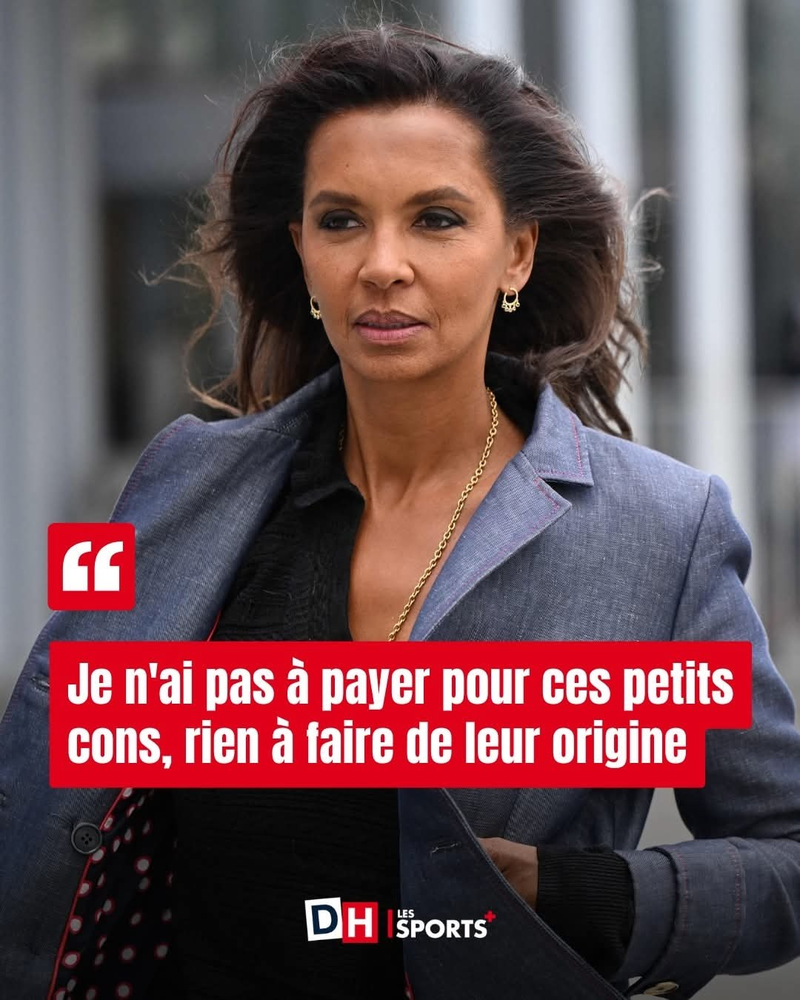 “
Je n'ai pas à payer pour ces petits
cons, rien à faire de leur origine
DH LES
SPORTS+